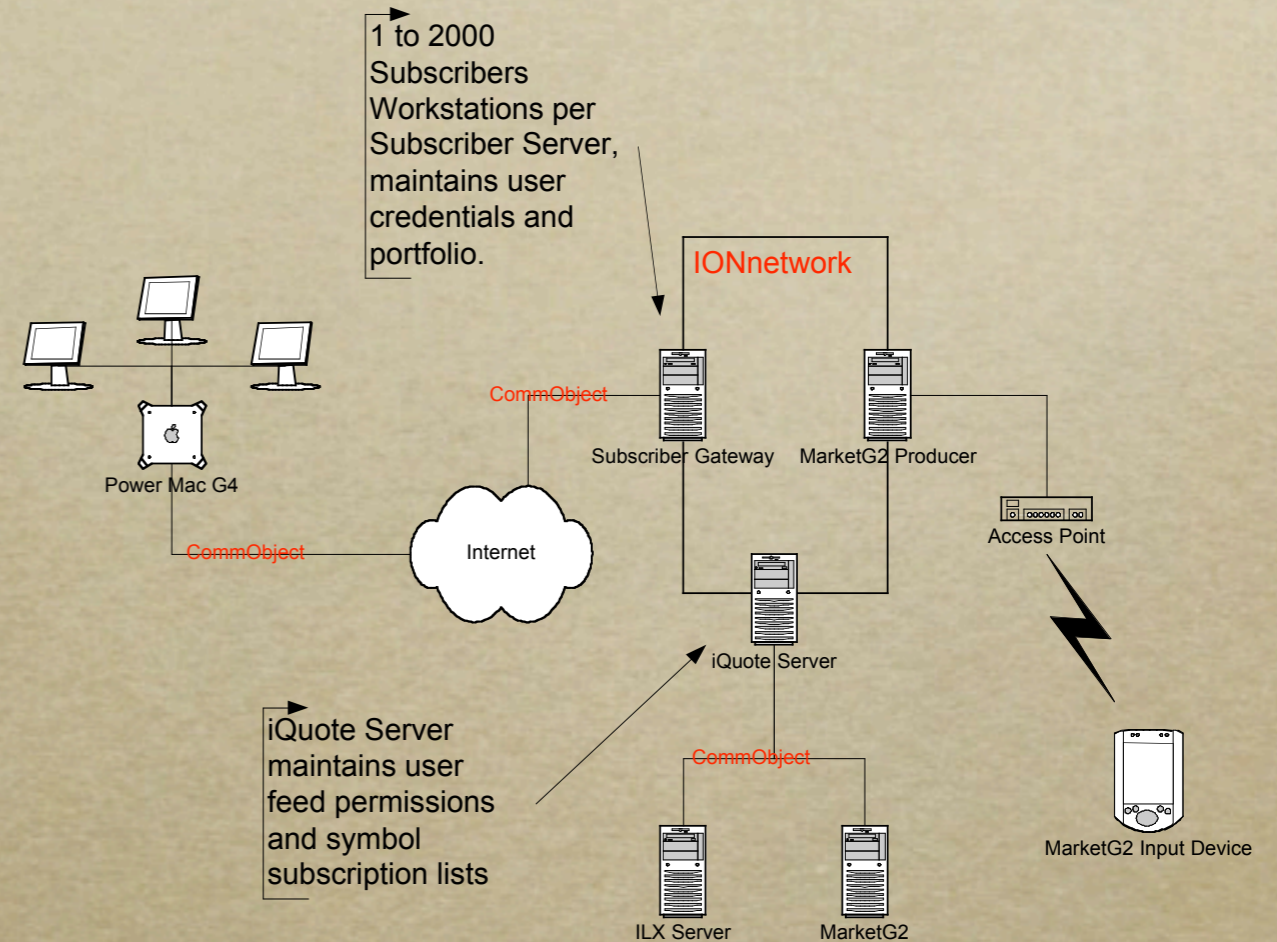 1 to 2000
Subscribers
Workstations per
Subscriber Server,
maintains user
credentials and
portfolio.
IONnetwork
CommObject
Subscriber Gateway
MarketG2 Producer
Power Mac G4
Access Point
CommObject
Internet
iQuote Server
iQuote Server
maintains user
feed permissions
and symbol
subscription lists
CommObject
MarketG2 Input Device
ILX Server
MarketG2